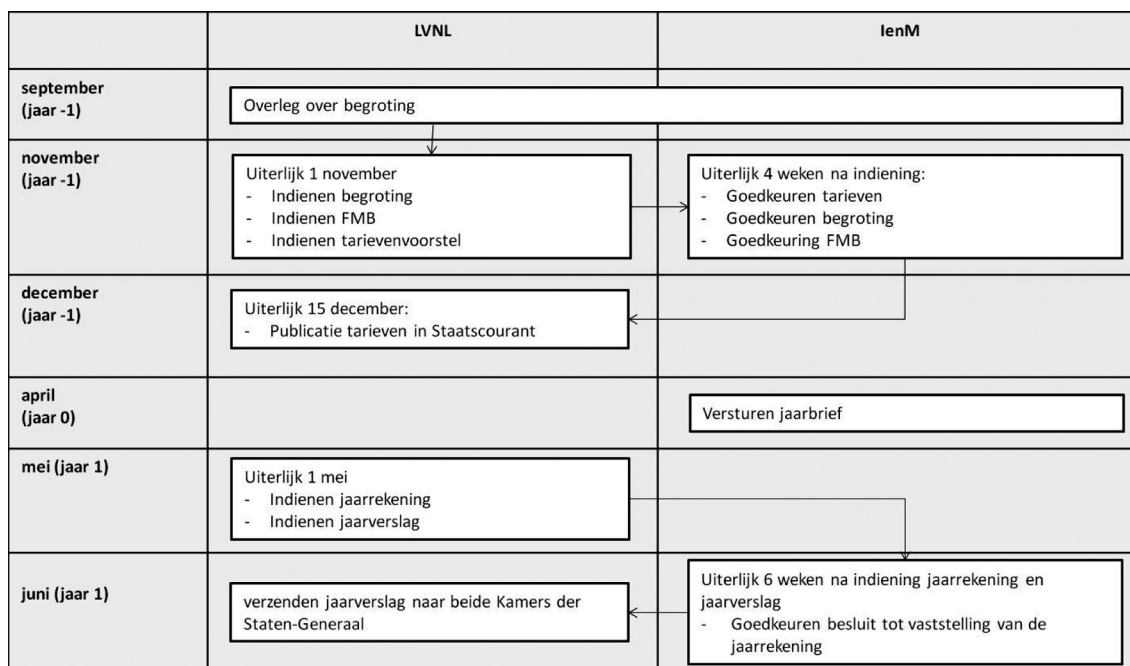 LVNL
IenM
september
(jaar -1)
Overleg over begroting
november
(jaar -1)
Uiterlijk 1 november
- Indienen begroting
- Indienen FMB
- Indienen tarievenvoorstel
Uiterlijk 4 weken na indiening:
- Goedkeuren tarieven
- Goedkeuren begroting
- Goedkeuring FMB
december
(jaar -1)
Uiterlijk 15 december:
- Publicatie tarieven in Staatscourant
april
(jaar 0)
Versturen jaarbrief
mei (jaar 1)
Uiterlijk 1 mei
- Indienen jaarrekening
- Indienen jaarverslag
juni (jaar 1)
verzenden jaarverslag naar beide Kamers der
Staten-Generaal
Uiterlijk 6 weken na indiening jaarrekening en
jaarverslag
- Goedkeuren besluit tot vaststelling van de
jaarrekening